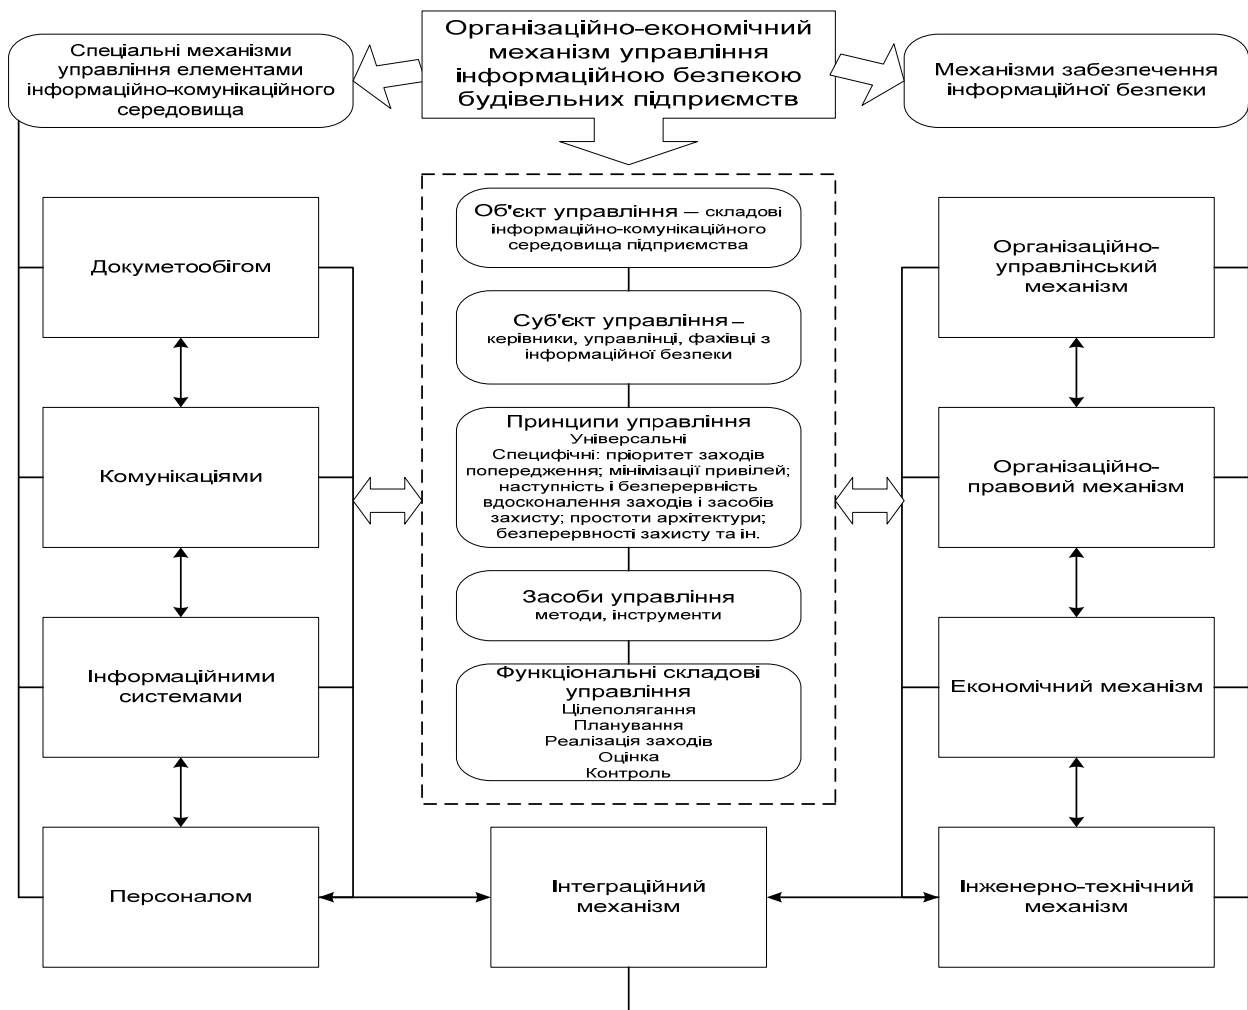 Організаційно-економічний
механізм управління
інформаційною безпекою
будівельних підприємств
Спеціальні механізми
управління елементами
інформаційно-комунікаційного
середовища
Механізми забезпечення
інформаційної безпеки
Докуметообігом
Комунікаціями
Інформаційними
системами
Персоналом
Об'єкт управління – складові
інформаційно-комунікаційного
середовища підприємства
Суб'єкт управління –
керівники, управлінці, фахівці з
інформаційної безпеки
Принципи управління
Універсальні
Специфічні: пріоритет заходів
попередження; мінімізації привілей;
наступність і безперервність
вдосконалення заходів і засобів
захисту; простоти архітектури;
безперервності захисту та ін.
Засоби управління
методи, інструменти
Функціональні складові
управління
Цілеполягання
Планування
Реалізація заходів
Оцінка
Контроль
Інтеграційний
механізм
Організаційно-
управлінський
механізм
Організаційно-
правовий механізм
Економічний механізм
Інженерно-технічний
механізм